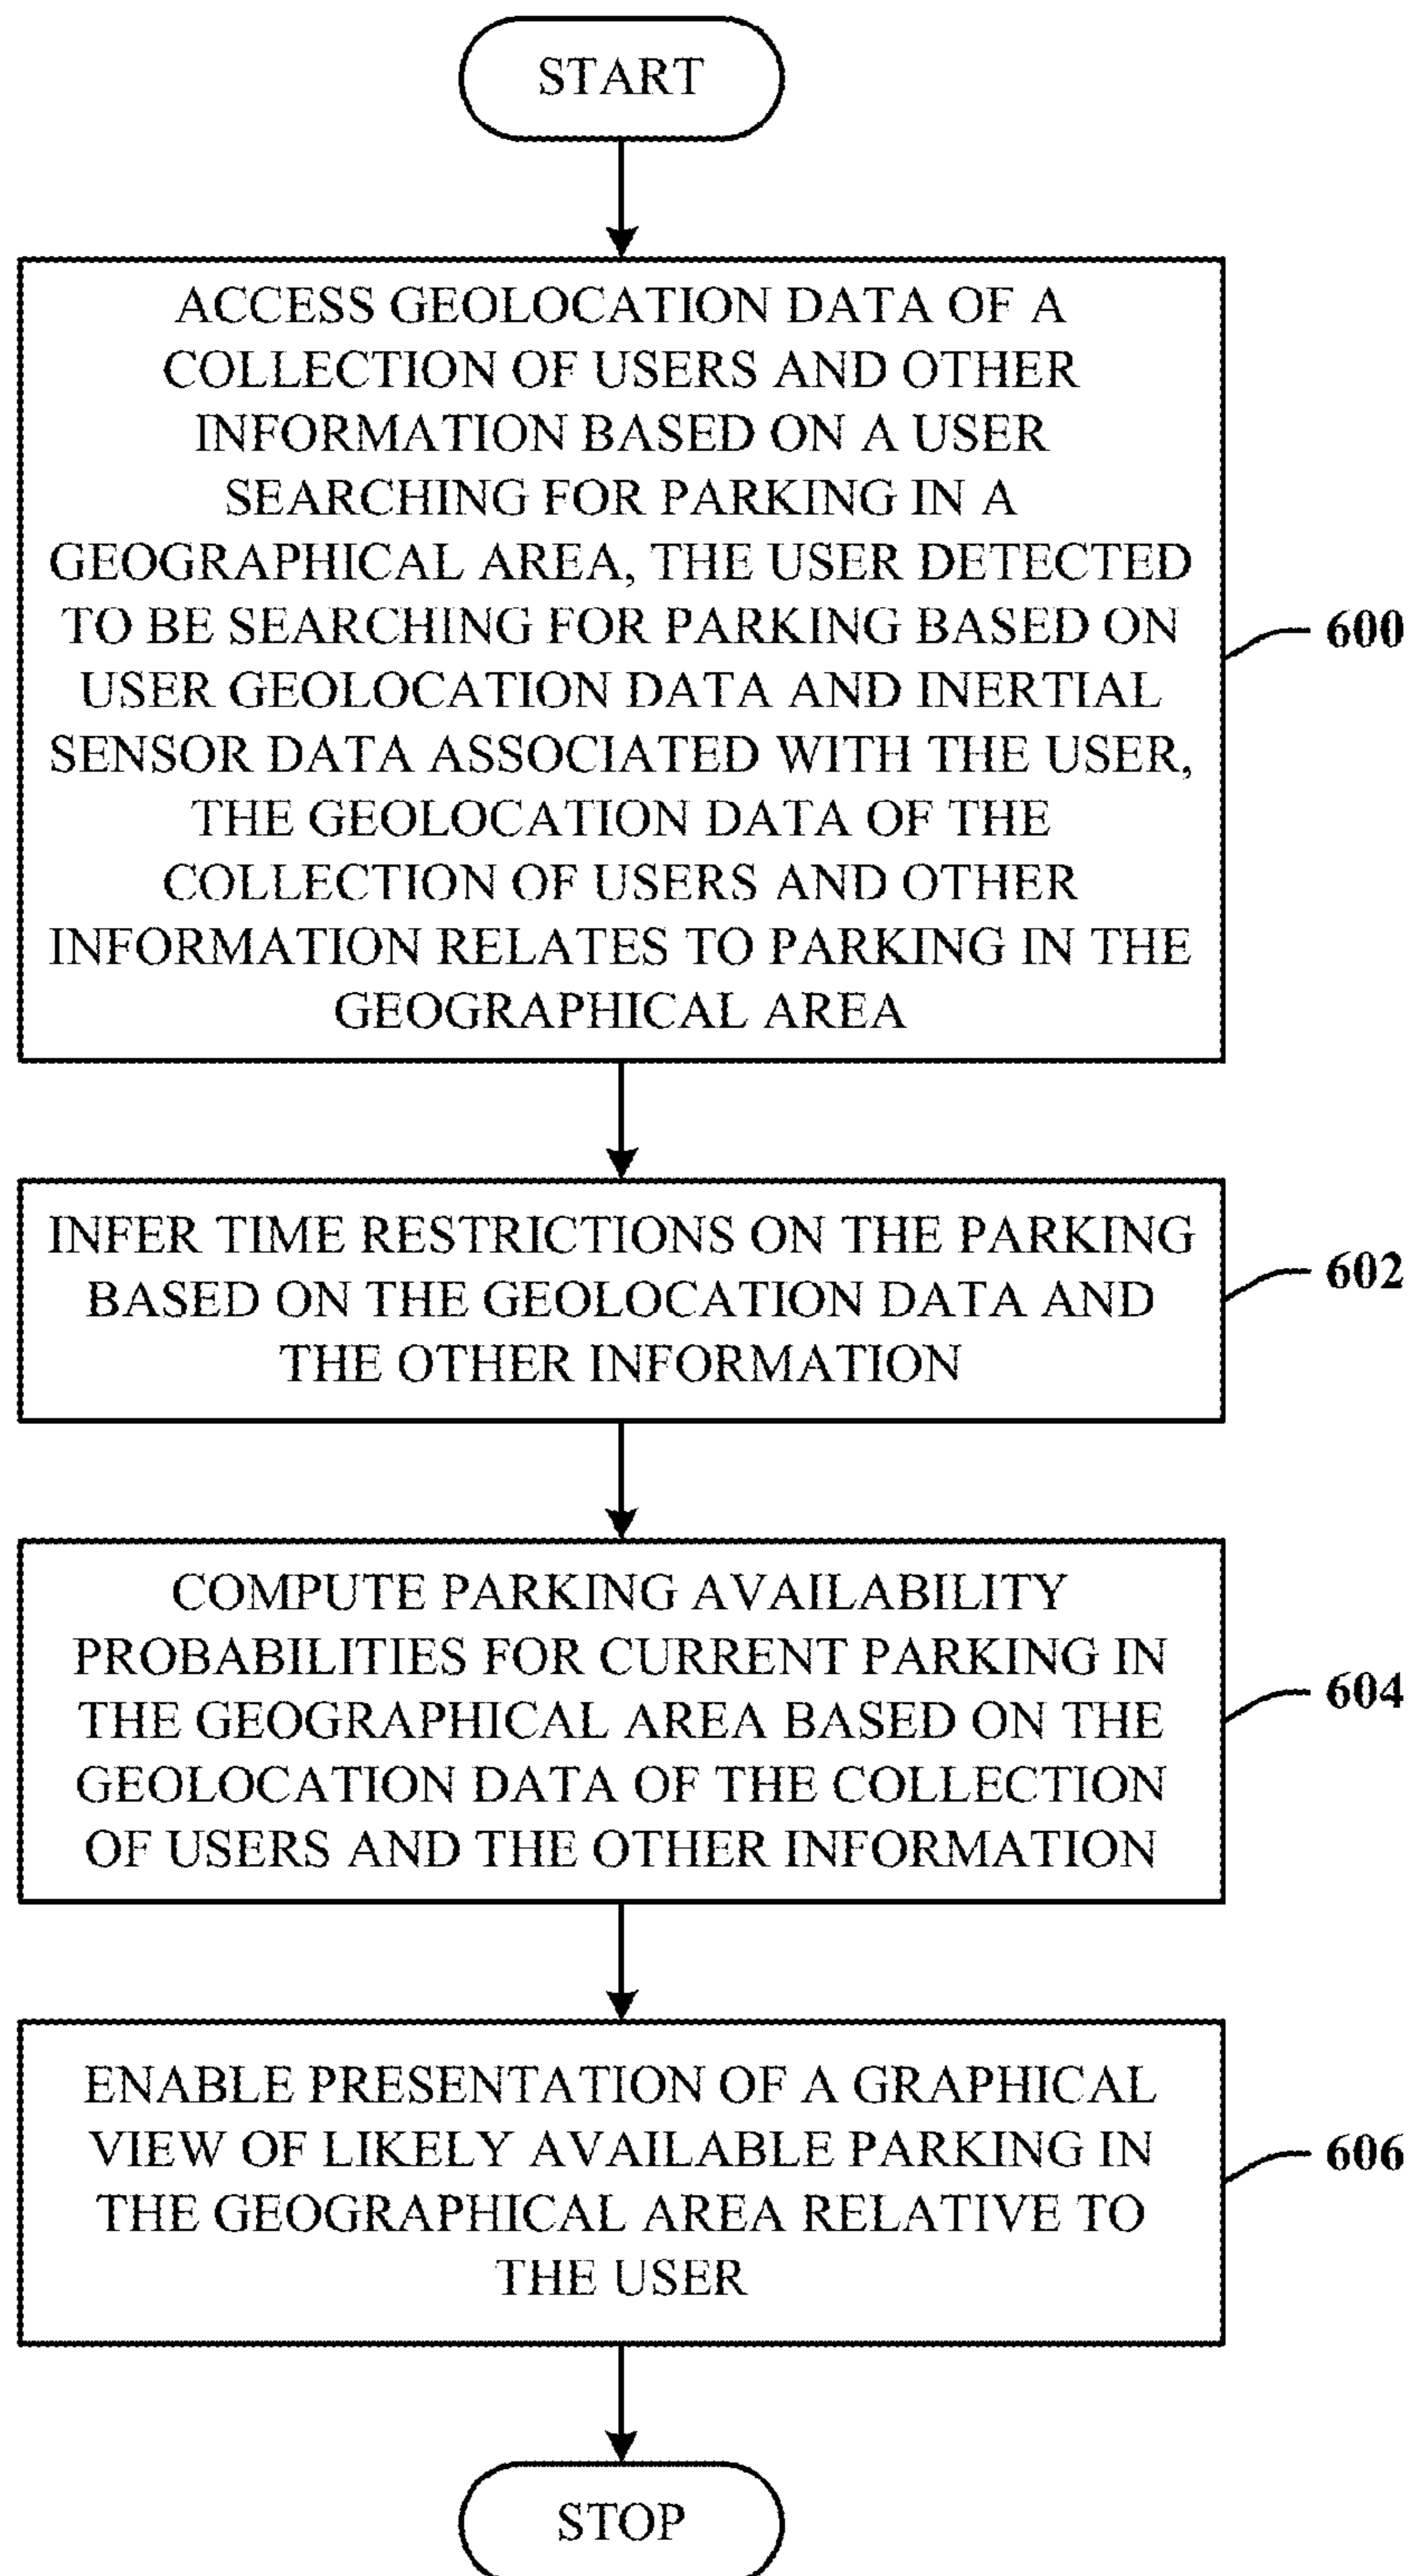 START
ACCESS GEOLOCATION DATA OF A
COLLECTION OF USERS AND OTHER
INFORMATION BASED ON A USER
SEARCHING FOR PARKING IN A
GEOGRAPHICAL AREA, THE USER DETECTED
TO BE SEARCHING FOR PARKING BASED ON
USER GEOLOCATION DATA AND INERTIAL
SENSOR DATA ASSOCIATED WITH THE USER,
THE GEOLOCATION DATA OF THE
COLLECTION OF USERS AND OTHER
INFORMATION RELATES TO PARKING IN THE
GEOGRAPHICAL AREA
600
INFER TIME RESTRICTIONS ON THE PARKING
BASED ON THE GEOLOCATION DATA AND
THE OTHER INFORMATION
602
COMPUTE PARKING AVAILABILITY
PROBABILITIES FOR CURRENT PARKING IN
THE GEOGRAPHICAL AREA BASED ON THE
GEOLOCATION DATA OF THE COLLECTION
OF USERS AND THE OTHER INFORMATION
604
ENABLE PRESENTATION OF A GRAPHICAL
VIEW OF LIKELY AVAILABLE PARKING IN
THE GEOGRAPHICAL AREA RELATIVE TO
THE USER
606
STOP